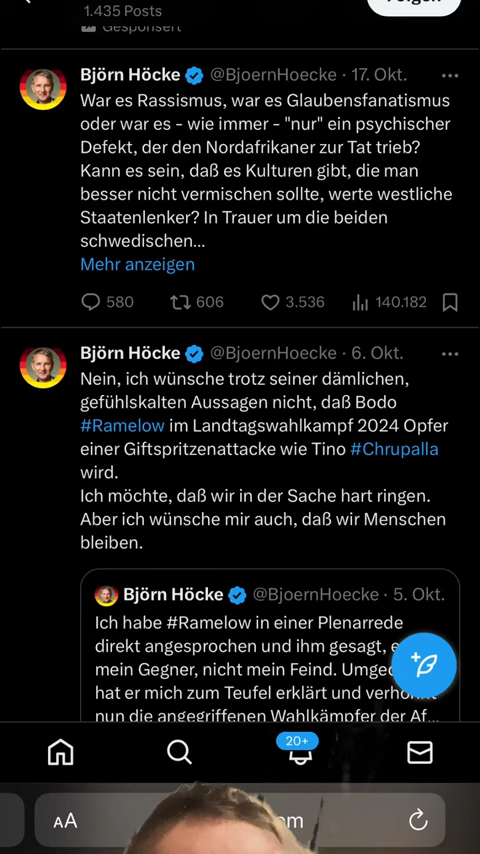 1.435 Posts
Folgen
Gesponsert
Björn Höcke @BjoernHoecke · 17. Okt.
War es Rassismus, war es Glaubensfanatismus
oder war es - wie immer - "nur" ein psychischer
Defekt, der den Nordafrikaner zur Tat trieb?
Kann es sein, daß es Kulturen gibt, die man
besser nicht vermischen sollte, werte westliche
Staatenlenker? In Trauer um die beiden
schwedischen...
Mehr anzeigen
580 606 3.536 140.182
Björn Höcke @BjoernHoecke · 6. Okt.
Nein, ich wünsche trotz seiner dämlichen,
gefühlskalten Aussagen nicht, daß Bodo
#Ramelow im Landtagswahlkampf 2024 Opfer
einer Giftspritzenattacke wie Tino #Chrupalla
wird.
Ich möchte, daß wir in der Sache hart ringen.
Aber ich wünsche mir auch, daß wir Menschen
bleiben.
Björn Höcke @BjoernHoecke · 5. Okt.
Ich habe #Ramelow in einer Plenarrede
direkt angesprochen und ihm gesagt,
mein Gegner, nicht mein Feind.
hat er mich zum Teufel erklärt und verhöhnt
nun die angegriffenen Wahlkämpfer der Af...
20+
AA